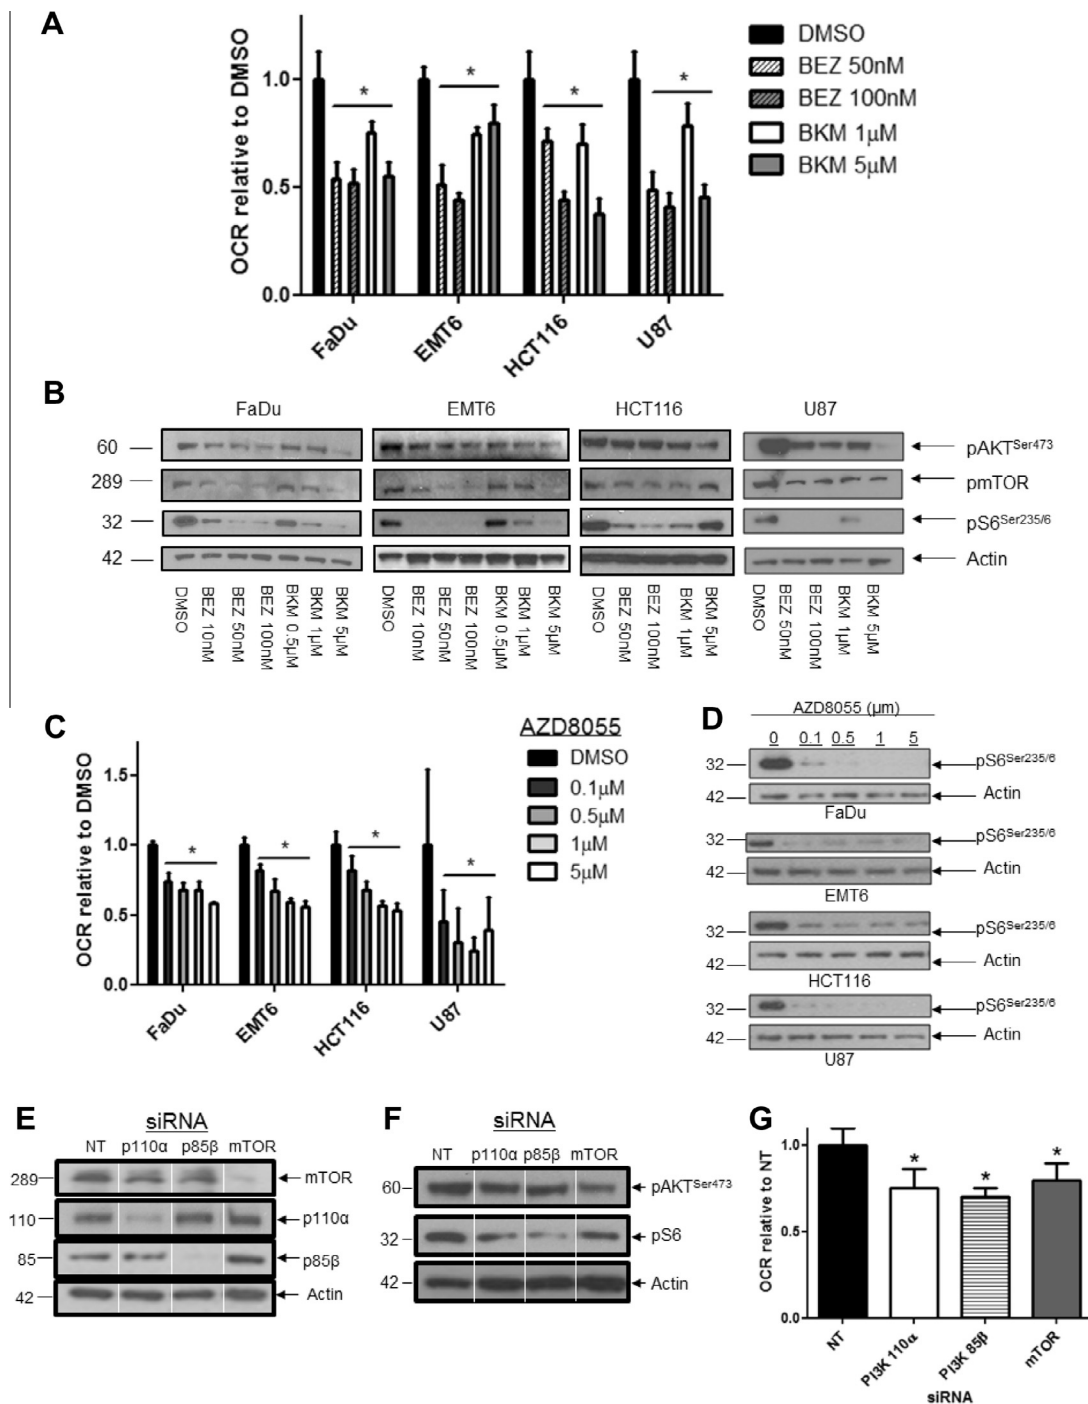 A
OCR relative to DMSO
1.0
0.5
0.0
*
*
*
*
FaDu
EMT6
HCT116
U87
DMSO
BEZ 50nM
BEZ 100nM
BKM 1μM
BKM 5μM
B
FaDu
EMT6
HCT116
U87
60
pAKTSer473
289
pmTOR
32
pS6Ser235/6
42
Actin
DMSO
BEZ 10nM
BEZ 50nM
BEZ 100nM
BKM 0.5μM
BKM 1μM
BKM 5μM
DMSO
BEZ 10nM
BEZ 50nM
BEZ 100nM
BKM 0.5μM
BKM 1μM
BKM 5μM
DMSO
BEZ 50nM
BEZ 100nM
BKM 1μM
BKM 5μM
DMSO
BEZ 50nM
BEZ 100nM
BKM 1μM
BKM 5μM
C
OCR relative to DMSO
1.5
1.0
0.5
0.0
*
*
*
*
FaDu
EMT6
HCT116
U87
AZD8055
DMSO
0.1μM
0.5μM
1μM
5μM
D
AZD8055 (μm)
0 0.1 0.5 1 5
32 pS6Ser235/6
42 Actin
FaDu
32 pS6Ser235/6
42 Actin
EMT6
32 pS6Ser235/6
42 Actin
HCT116
32 pS6Ser235/6
42 Actin
U87
E
siRNA
NT p110α p85β mTOR
289 mTOR
110 p110α
85 p85β
42 Actin
F
siRNA
NT p110α p85β mTOR
60 pAKTSer473
32 pS6
42 Actin
G
OCR relative to NT
1.0
0.5
0.0
*
*
*
NT
PI3K 110α
PI3K 85β
mTOR
siRNA